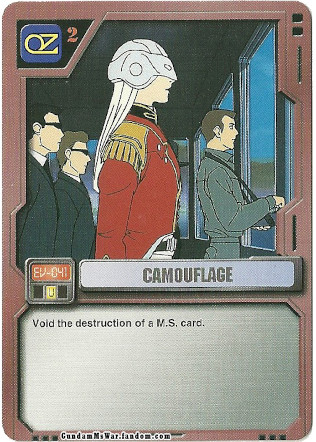 OZ 2
EV-041
U
CAMOUFLAGE
Void the destruction of a M.S. card.
GundamMsWar.fandom.com